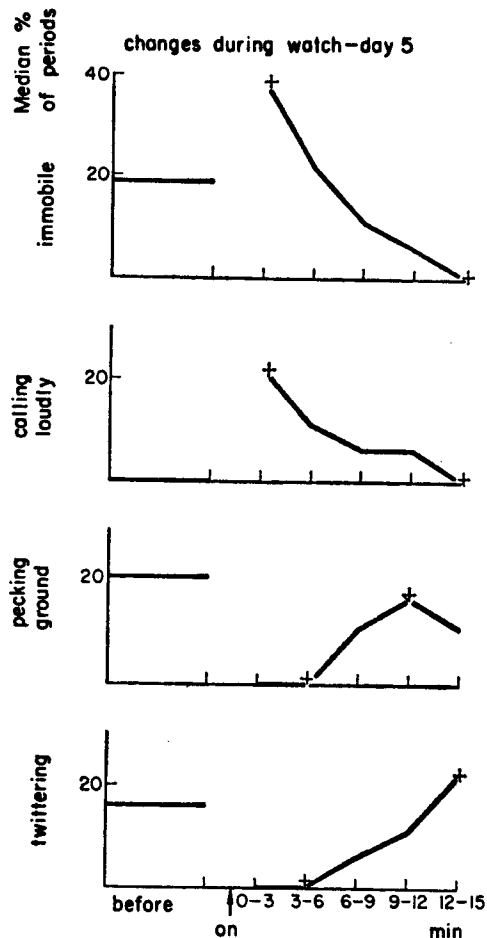 changes during watch—day 5
Median %
of periods
immobile
40
20
calling
loudly
20
pecking
ground
20
twittering
20
before
0-3 3-6 6-9 9-12 12-15
on
min